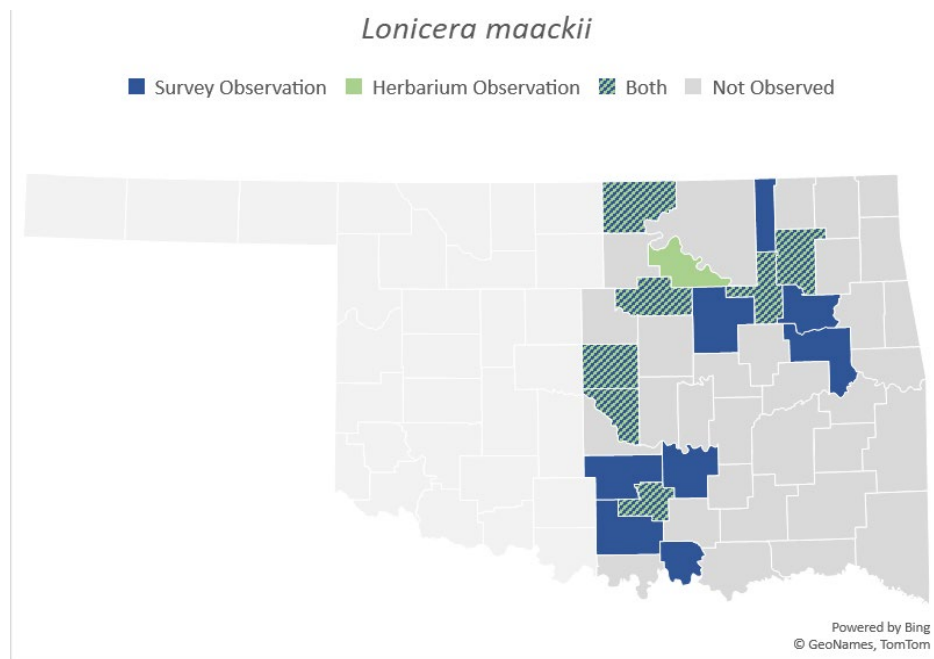 Lonicera maackii
Survey Observation Herbarium Observation Both Not Observed
Powered by Bing
© GeoNames, TomTom